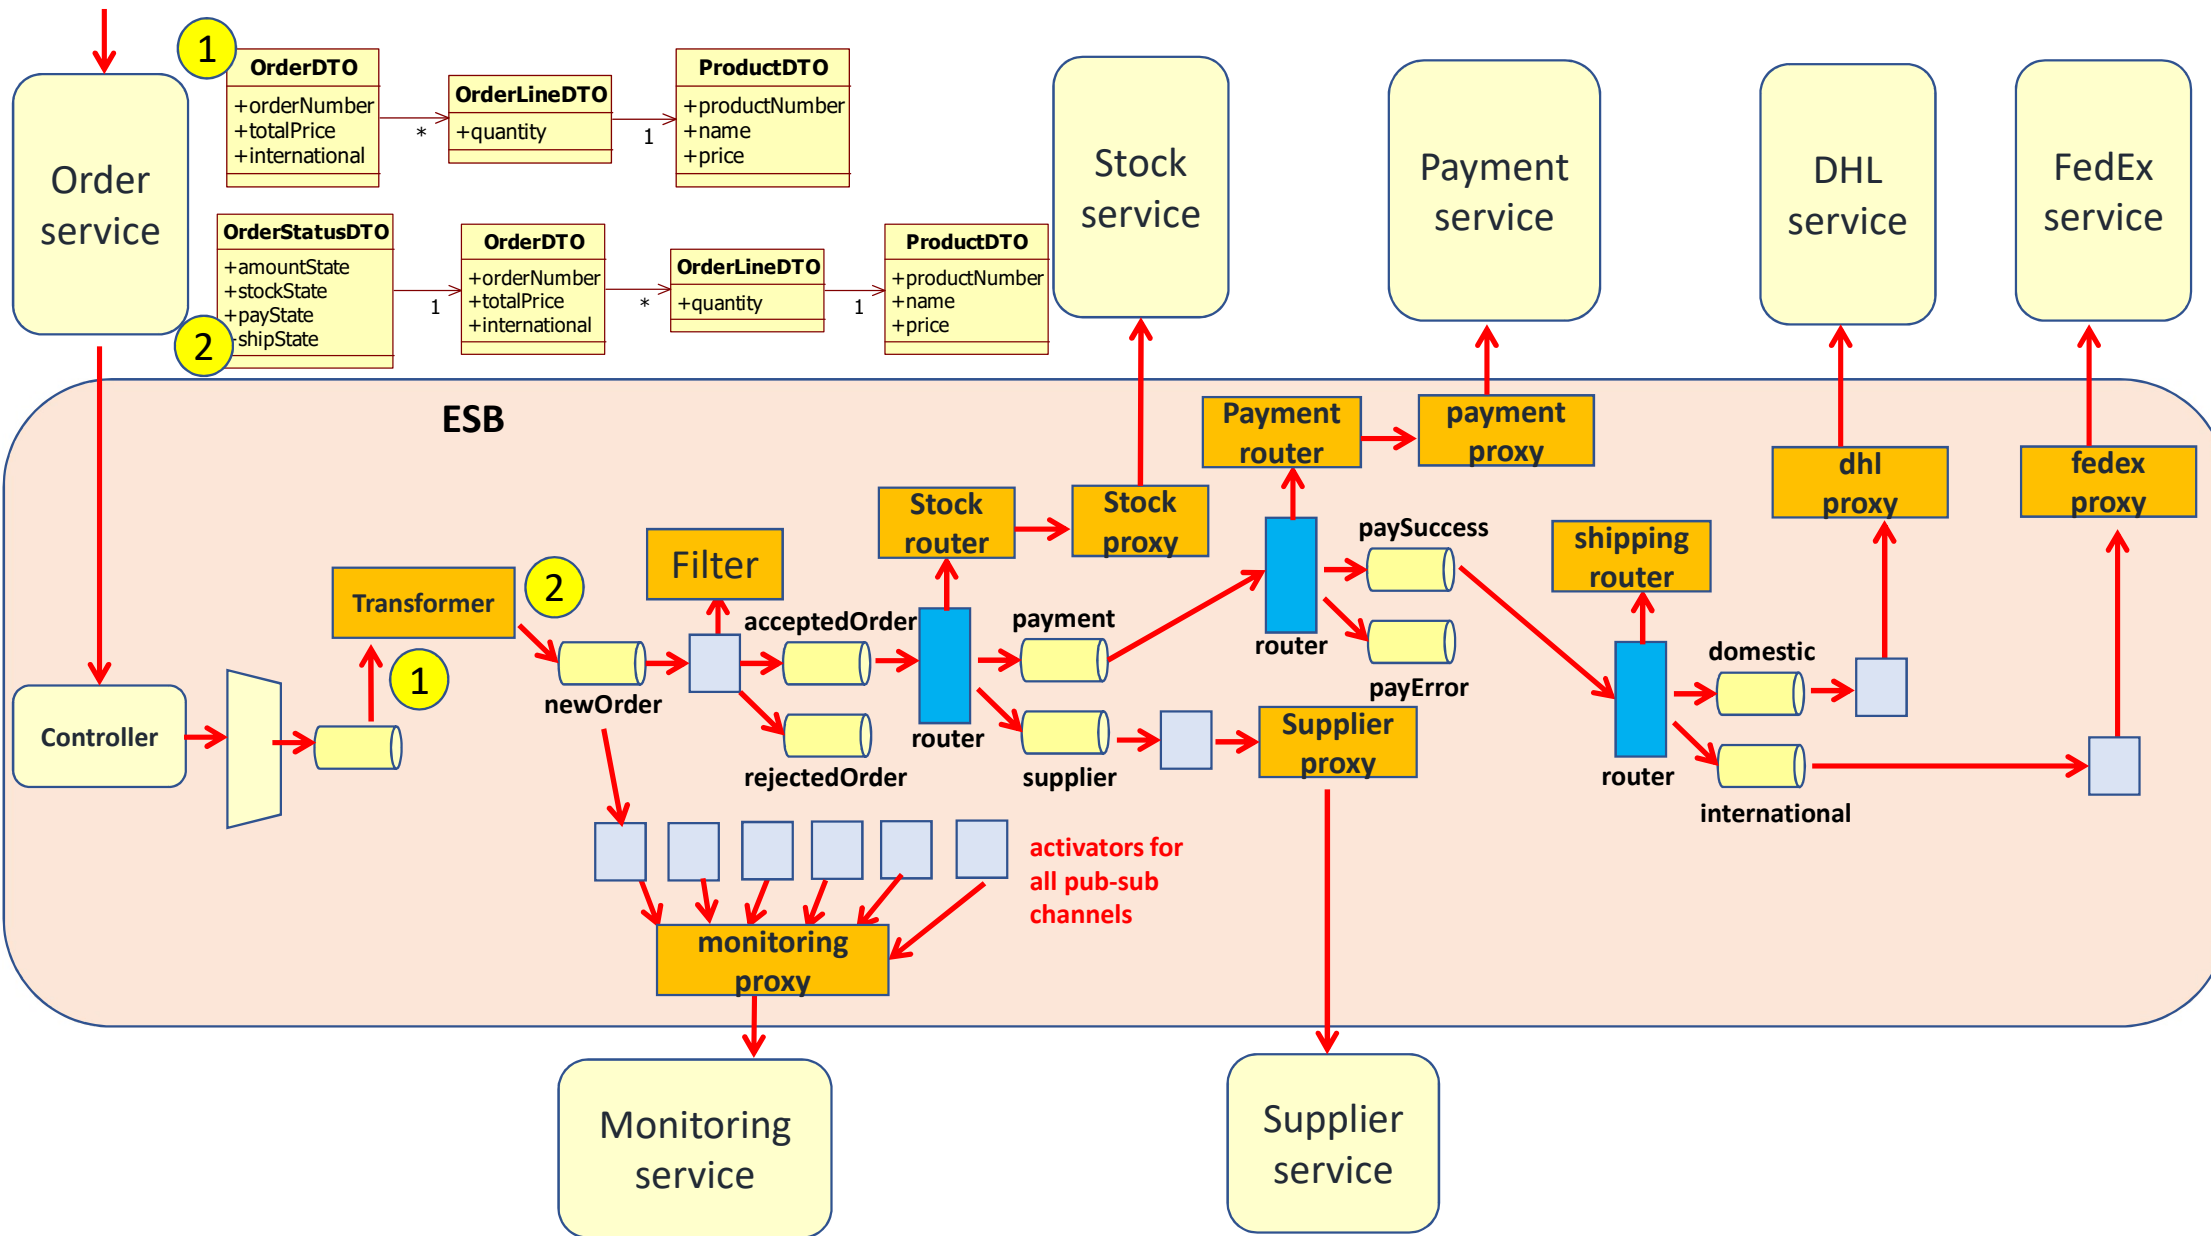 1
OrderDTO
+orderNumber
+totalPrice
+international
*
OrderLineDTO
+quantity
1
ProductDTO
+productNumber
+name
+price
Order
service
2
OrderStatusDTO
+amountState
+stockState
+payState
+shipState
1
OrderDTO
+orderNumber
+totalPrice
+international
*
OrderLineDTO
+quantity
1
ProductDTO
+productNumber
+name
+price
Stock
service
Payment
service
DHL
service
FedEx
service
ESB
Controller
1
Transformer
2
newOrder
Filter
acceptedOrder
rejectedOrder
Stock
router
Stock
proxy
router
payment
supplier
Payment
router
payment
proxy
router
paySuccess
payError
Supplier
proxy
shipping
router
router
domestic
international
dhl
proxy
fedex
proxy
activators for
all pub-sub
channels
monitoring
proxy
Monitoring
service
Supplier
service